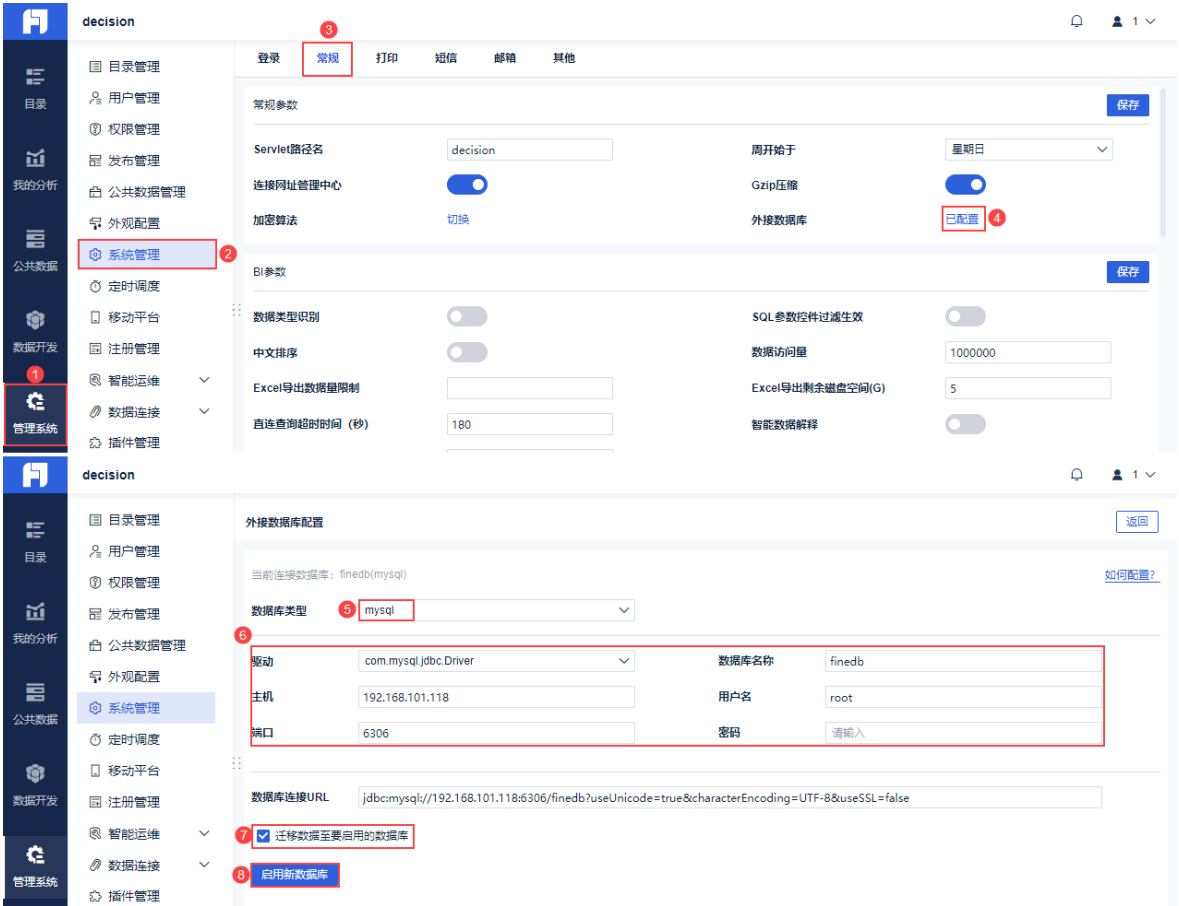 decision
1
目录
我的分析
公共数据
数据开发
1
管理系统
目录管理
用户管理
权限管理
发布管理
公共数据管理
外观配置
系统管理
2
定时调度
移动平台
注册管理
智能运维
数据连接
插件管理
3
登录
常规
打印
短信
邮箱
其他
常规参数
保存
Servlet路径名
decision
周开始于
星期日
连接网址管理中心
Gzip压缩
加密算法
切换
外接数据库
已配置
4
BI参数
保存
数据类型识别
SQL参数控件过滤生效
中文排序
数据访问量
1000000
Excel导出数据量限制
Excel导出剩余磁盘空间(G)
5
直连查询超时时间（秒）
180
智能数据解释
decision
1
目录
我的分析
公共数据
数据开发
管理系统
目录管理
用户管理
权限管理
发布管理
公共数据管理
外观配置
系统管理
定时调度
移动平台
注册管理
智能运维
数据连接
插件管理
外接数据库配置
返回
当前连接数据库：finedb(mysql)
如何配置?
数据库类型
5
mysql
6
驱动
com.mysql.jdbc.Driver
数据库名称
finedb
主机
192.168.101.118
用户名
root
端口
6306
密码
请输入
数据库连接URL
jdbc:mysql://192.168.101.118:6306/finedb?useUnicode=true&characterEncoding=UTF-8&useSSL=false
7
迁移数据至要启用的数据库
8
启用新数据库